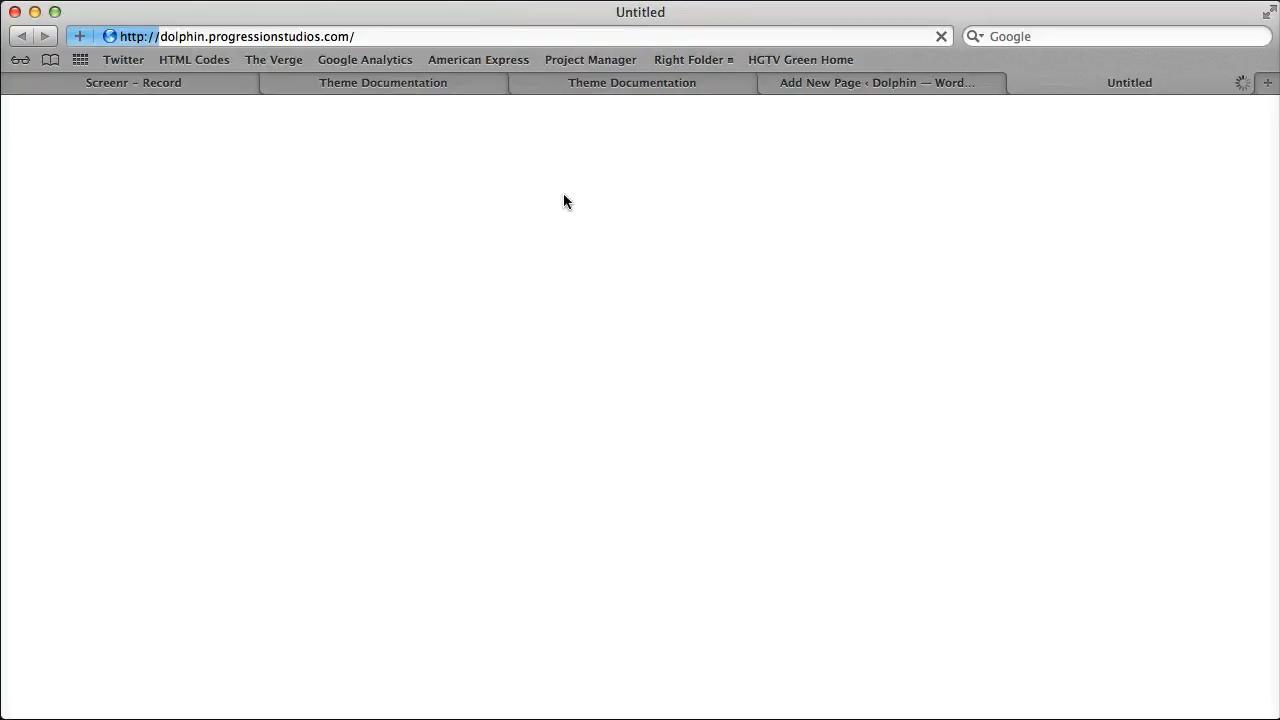 Untitled
http://dolphin.progressionstudios.com/
Google
Twitter HTML Codes The Verge Google Analytics American Express Project Manager Right Folder HGTV Green Home
Screenr – Record Theme Documentation Theme Documentation Add New Page ‹ Dolphin — Word... Untitled